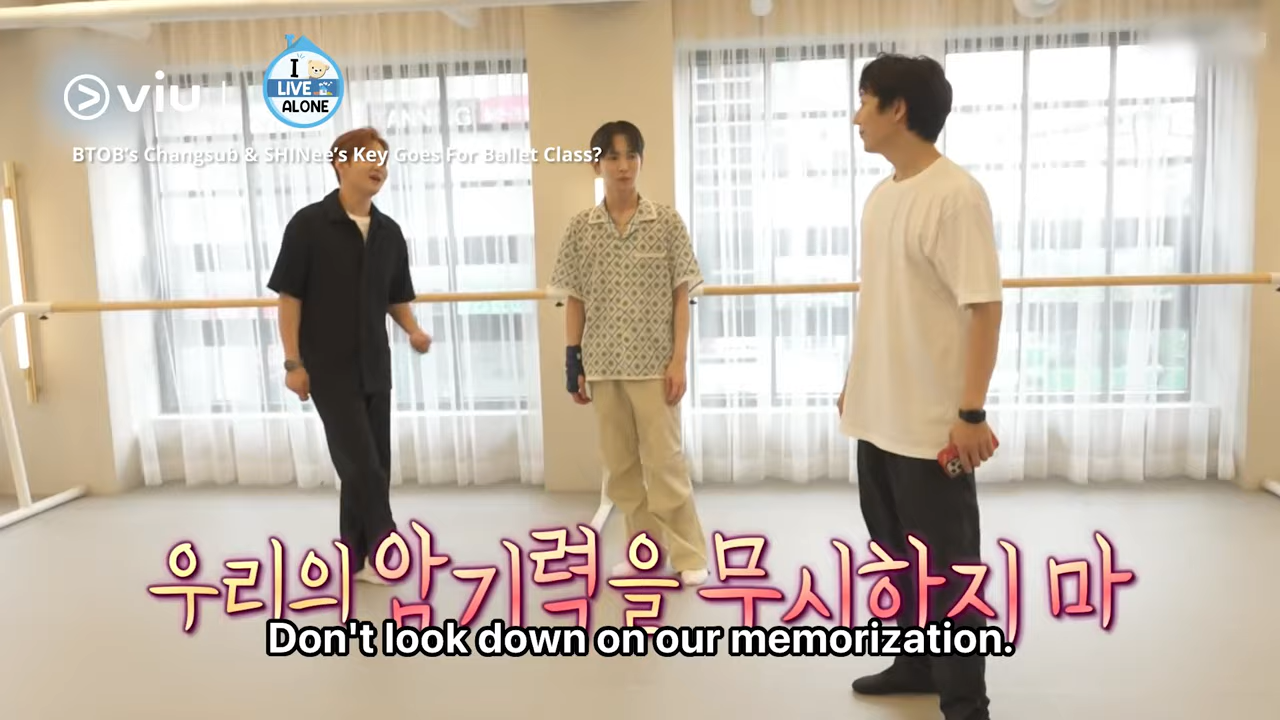 viu
I
LIVE
ALONE
BTOB's Changsub & SHINee's Key Goes For Ballet Class?
우리의 암기력을 무시하지 마
Don't look down on our memorization.